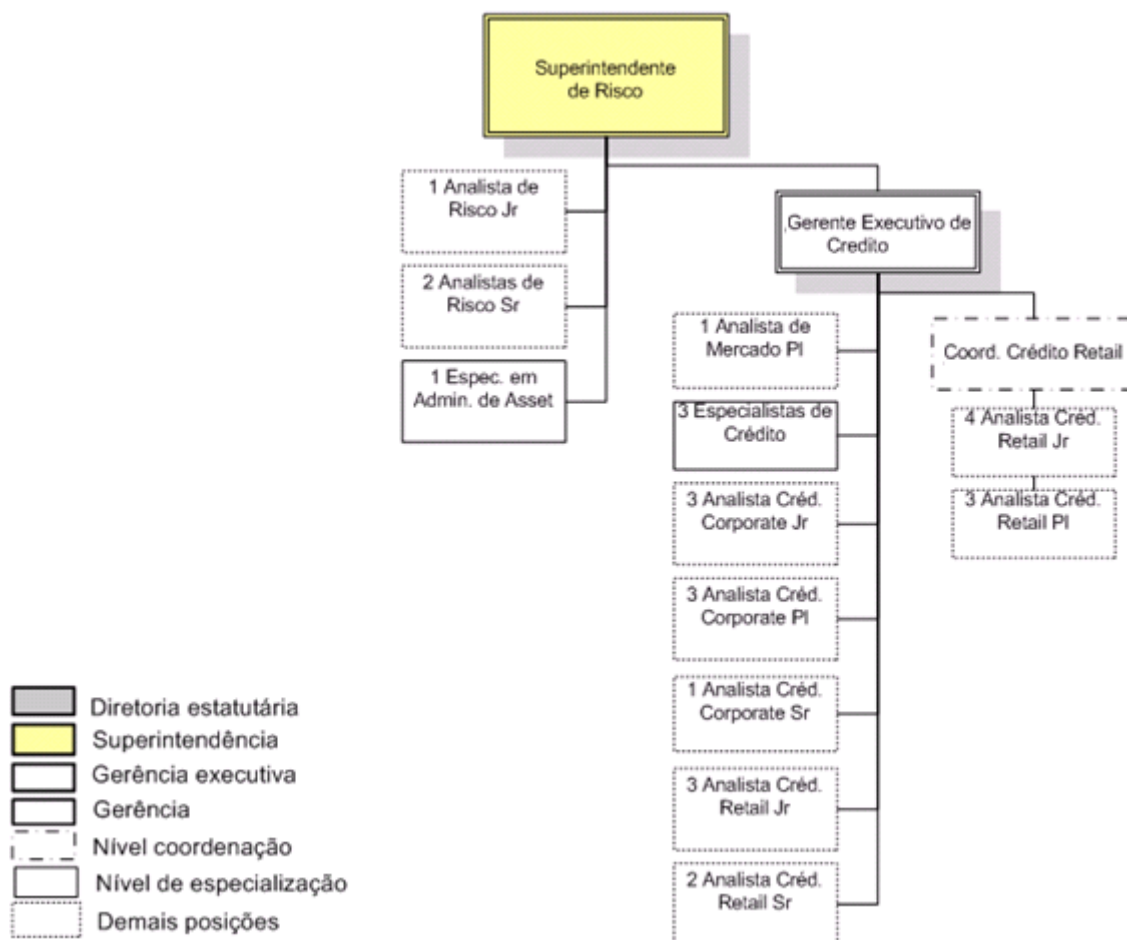 Superintendente
de Risco
1 Analista de
Risco Jr
2 Analistas de
Risco Sr
1 Espec. em
Admin. de Asset
Gerente Executivo de
Credito
1 Analista de
Mercado Pl
3 Especialistas de
Crédito
3 Analista Créd.
Corporate Jr
3 Analista Créd.
Corporate Pl
1 Analista Créd.
Corporate Sr
3 Analista Créd.
Retail Jr
2 Analista Créd.
Retail Sr
Coord. Crédito Retail
4 Analista Créd.
Retail Jr
3 Analista Créd.
Retail Pl
Diretoria estatutária
Superintendência
Gerência executiva
Gerência
Nível coordenação
Nível de especialização
Demais posições